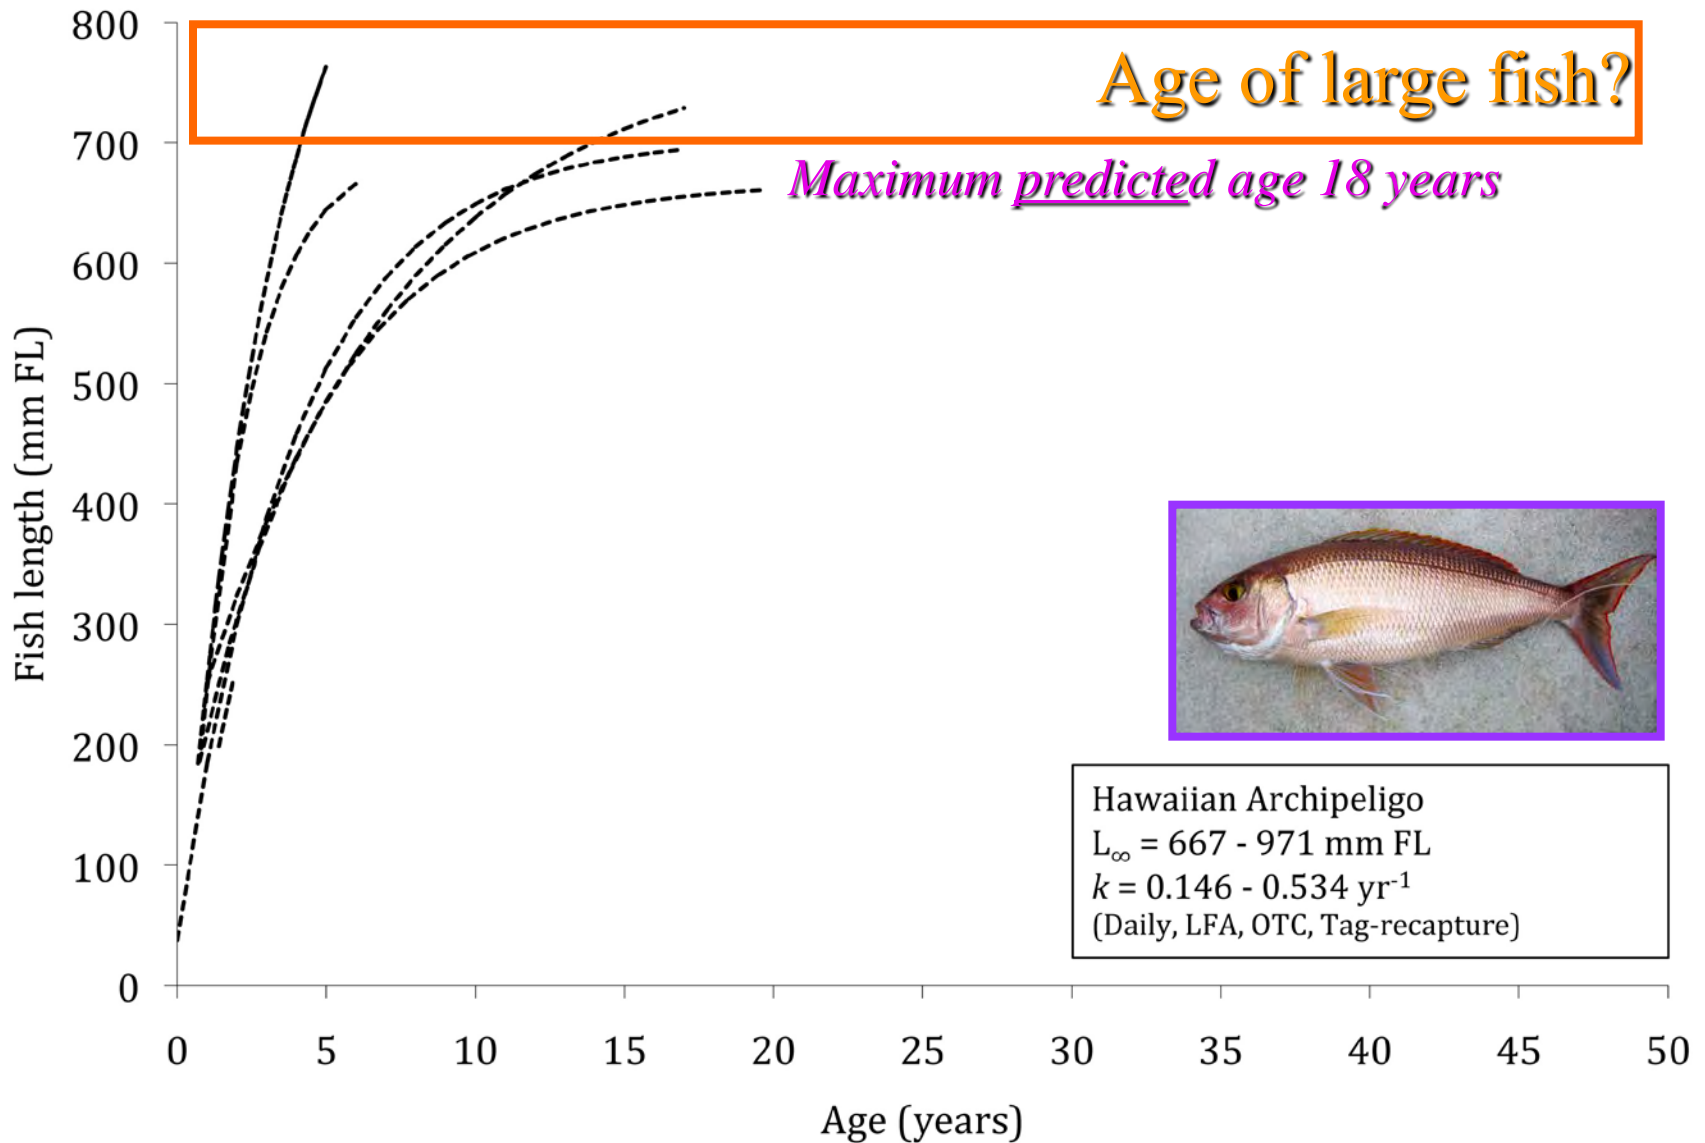 Age of large fish?
Maximum predicted age 18 years
800
700
600
500
400
300
200
100
0
Fish length (mm FL)
Hawaiian Archipeligo
L∞ = 667 - 971 mm FL
k = 0.146 - 0.534 yr-1
(Daily, LFA, OTC, Tag-recapture)
0 5 10 15 20 25 30 35 40 45 50
Age (years)